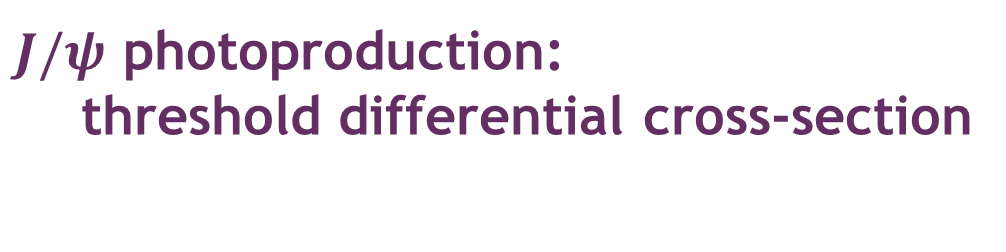 J/ψ photoproduction:
threshold differential cross-section